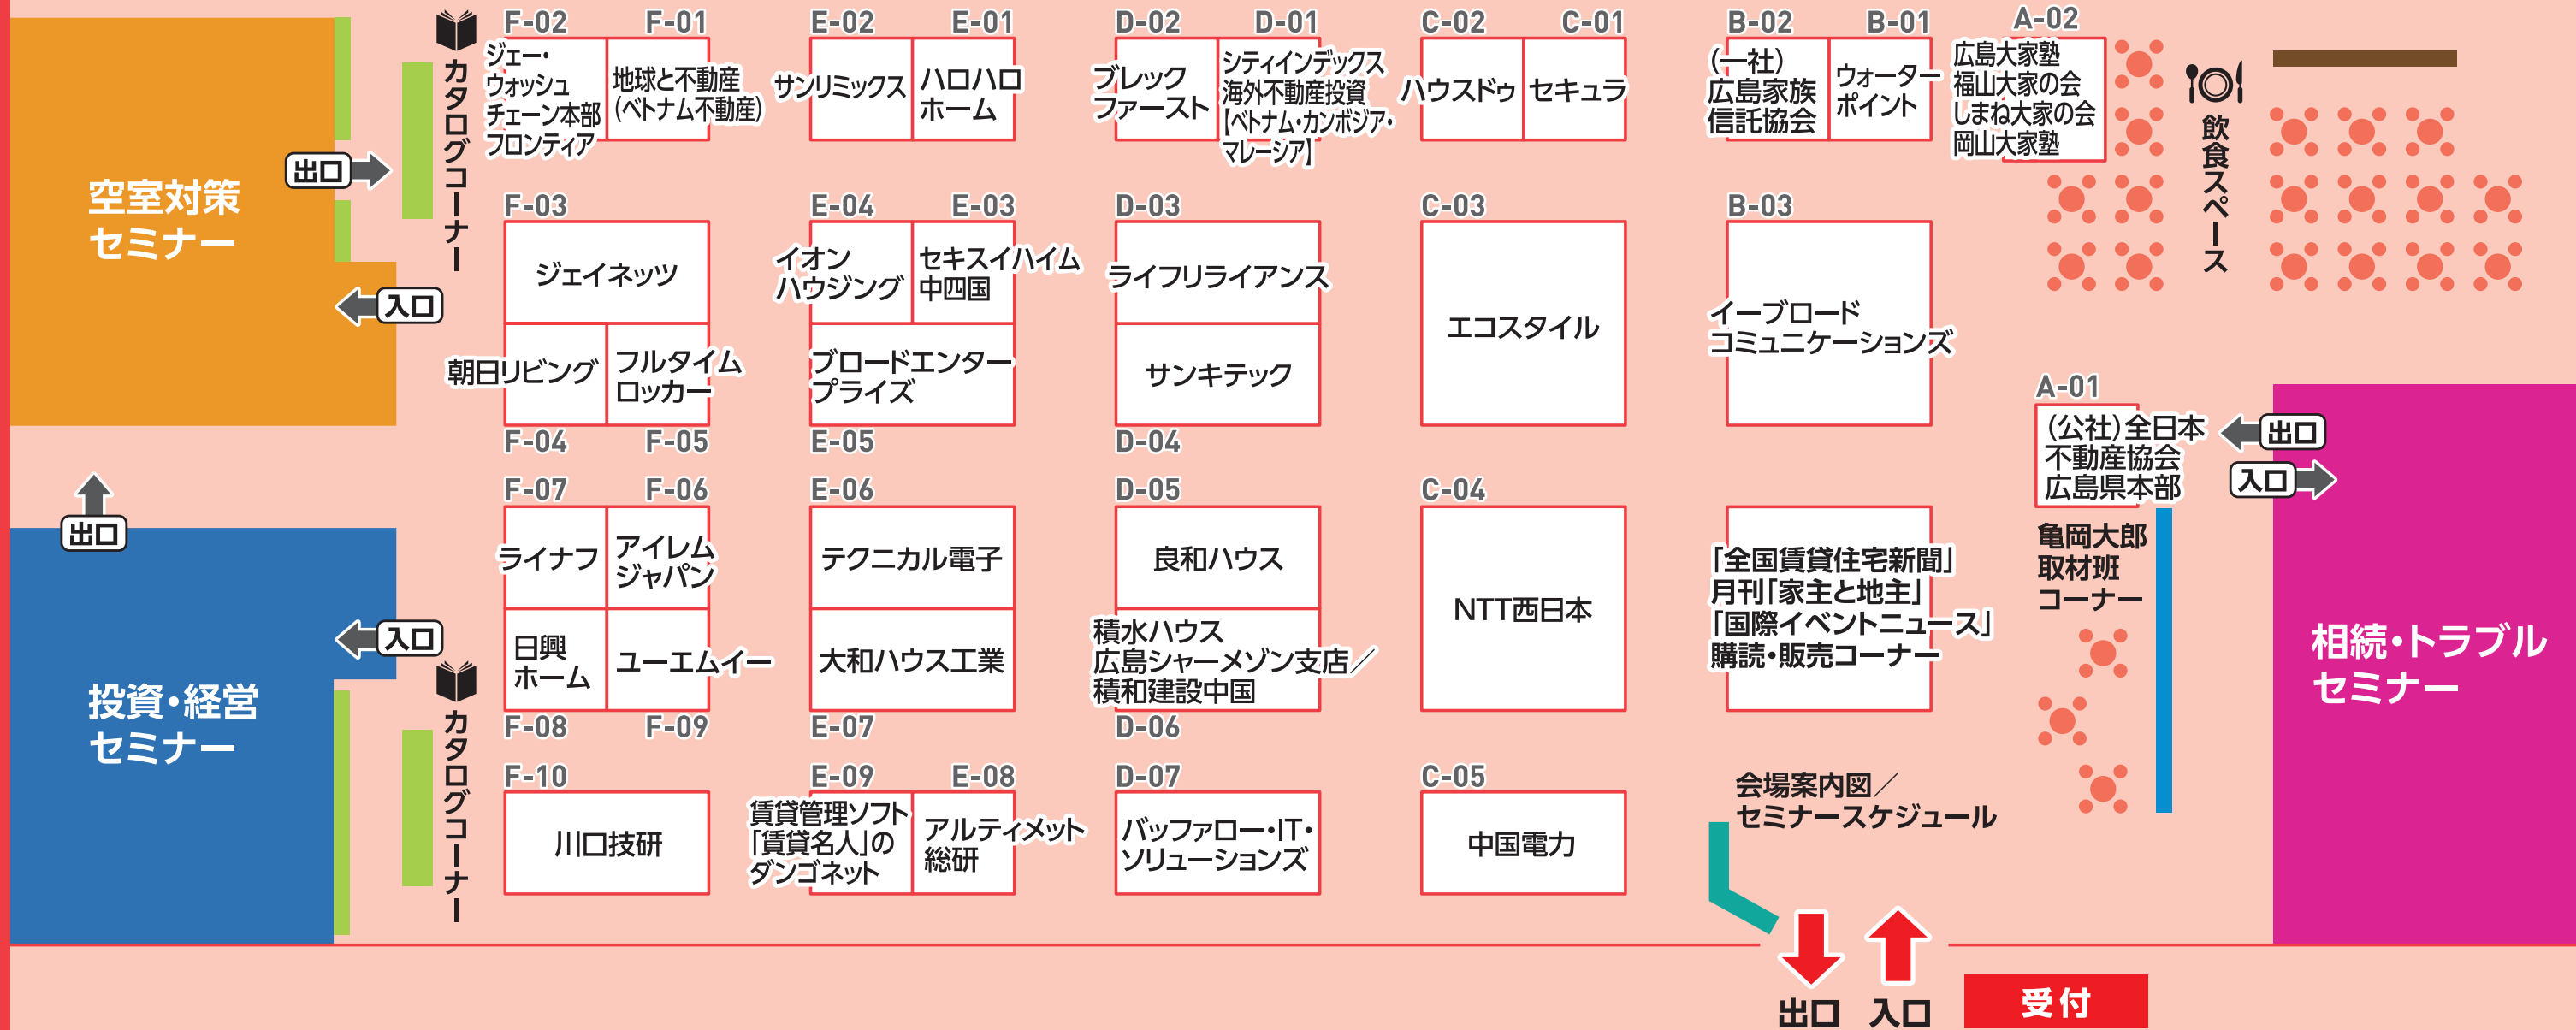 空室対策
セミナー
出口
入口
カタログコーナー
F-02
ジェー・
ウォッシュ
チェーン本部
フロンティア
F-01
地球と不動産
（ベトナム不動産）
E-02
サンリミックス
E-01
ハロハロ
ホーム
D-02
ブレック
ファースト
D-01
シティインデックス
海外不動産投資
【ベトナム・カンボジア・
マレーシア】
C-02
ハウスドゥ
C-01
セキュラ
B-02
（一社）
広島家族
信託協会
B-01
ウォーター
ポイント
A-02
広島大家塾
福山大家の会
しまね大家の会
岡山大家塾
飲食スペース
F-03
ジェイネッツ
朝日リビング
F-04
フルタイム
ロッカー
F-05
E-04
イオン
ハウジング
E-03
セキスイハイム
中四国
ブロードエンター
プライズ
E-05
D-03
ライフリライアンス
サンキテック
D-04
C-03
エコスタイル
B-03
イーブロード
コミュニケーションズ
A-01
（公社）全日本
不動産協会
広島県本部
出口
入口
相続・トラブル
セミナー
亀岡大郎
取材班
コーナー
出口
投資・経営
セミナー
入口
カタログコーナー
F-07
ライナフ
F-06
アイレム
ジャパン
日興
ホーム
F-08
ユーエムイー
F-09
E-06
テクニカル電子
大和ハウス工業
E-07
D-05
良和ハウス
積水ハウス
広島シャーメゾン支店／
積和建設中国
D-06
C-04
NTT西日本
「全国賃貸住宅新聞」
月刊「家主と地主」
「国際イベントニュース」
購読・販売コーナー
F-10
川口技研
E-09
賃貸管理ソフト
「賃貸名人」の
ダンゴネット
E-08
アルティメット
総研
D-07
バッファロー・IT・
ソリューションズ
C-05
中国電力
会場案内図／
セミナースケジュール
出口
入口
受付